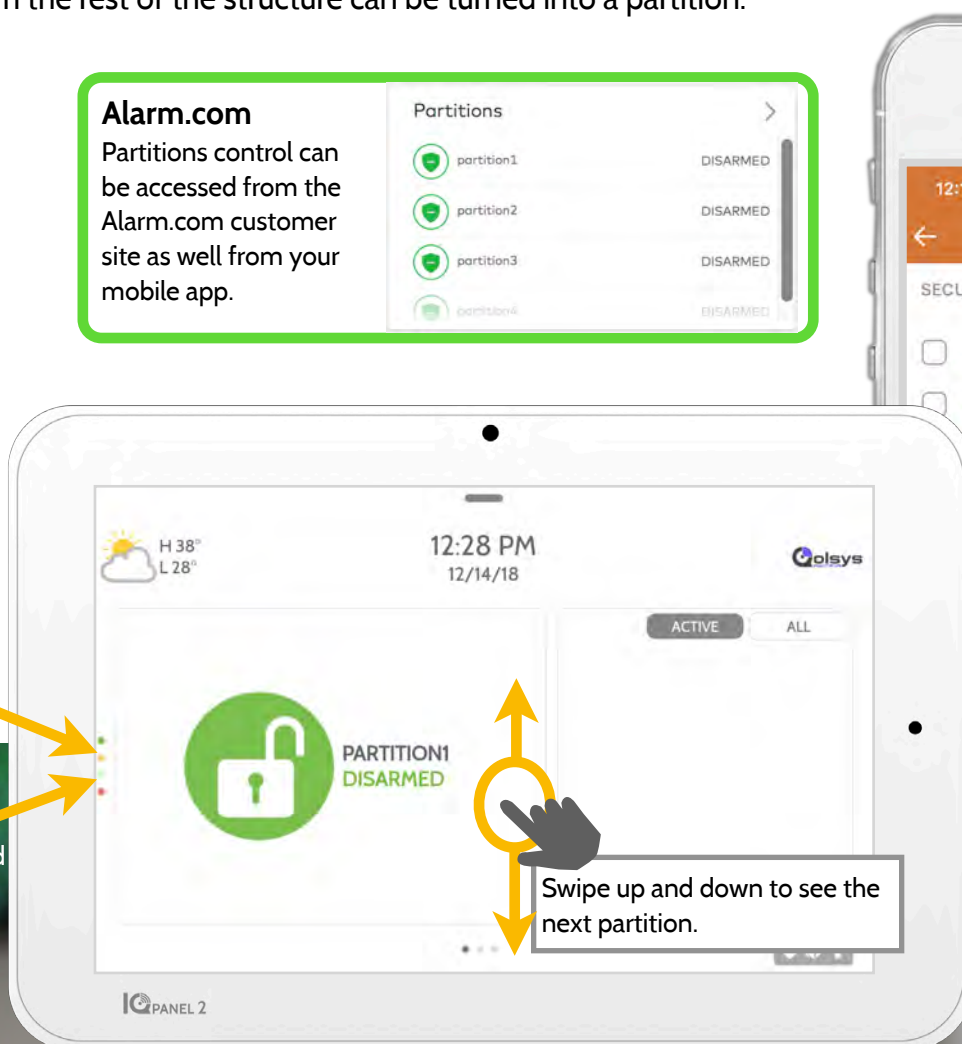 the rest of the structure can be turned into a partition.
Alarm.com
Partitions control can
be accessed from the
Alarm.com customer
site as well from your
mobile app.
Partitions
partition1 DISARMED
partition2 DISARMED
partition3 DISARMED
partition4 DISARMED
12:
SECU
H 38°
L 28°
12:28 PM
12/14/18
Qolsys
ACTIVE ALL
PARTITION1
DISARMED
Swipe up and down to see the
next partition.
IQ PANEL 2